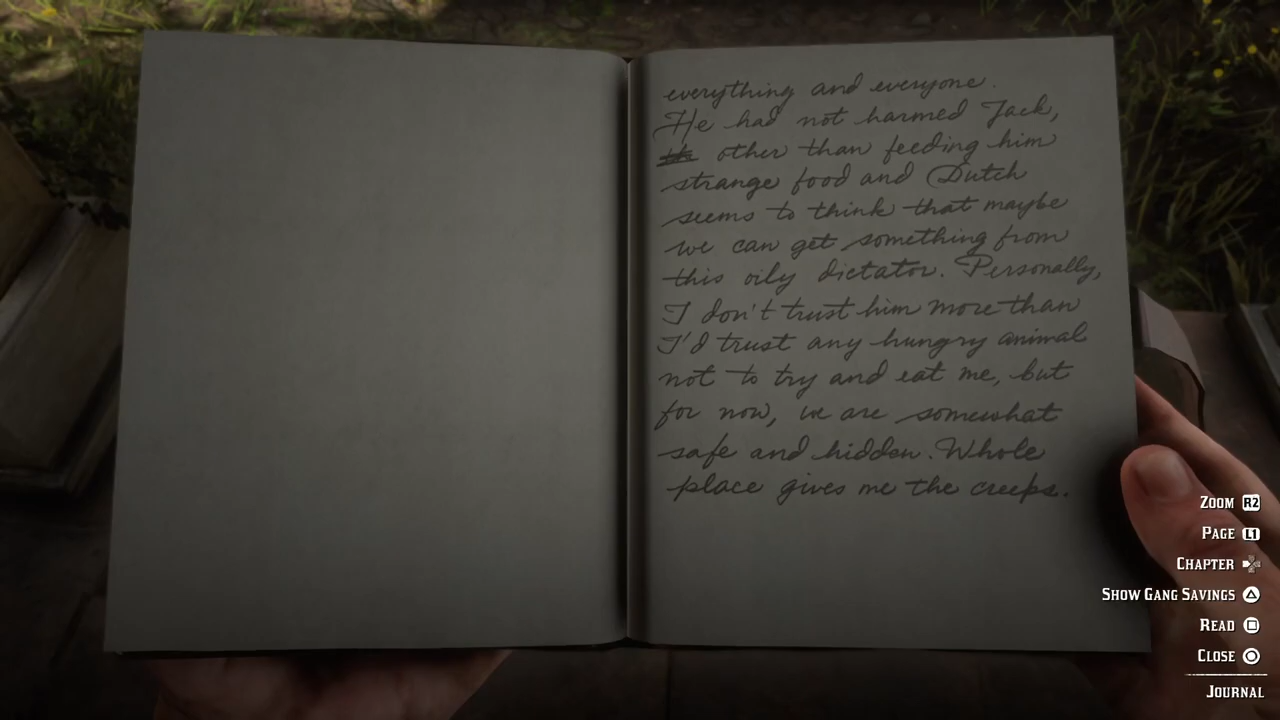 everything and everyone.
He had not harmed Jack,
other than feeding him
strange food and Dutch
seems to think that maybe
we can get something from
this oily dictator. Personally,
I don't trust him more than
I'd trust any hungry animal
not to try and eat me, but
for now, we are somewhat
safe and hidden. Whole
place gives me the creeps.
ZOOM R2
PAGE L1
CHAPTER
SHOW GANG SAVINGS
READ
CLOSE
JOURNAL